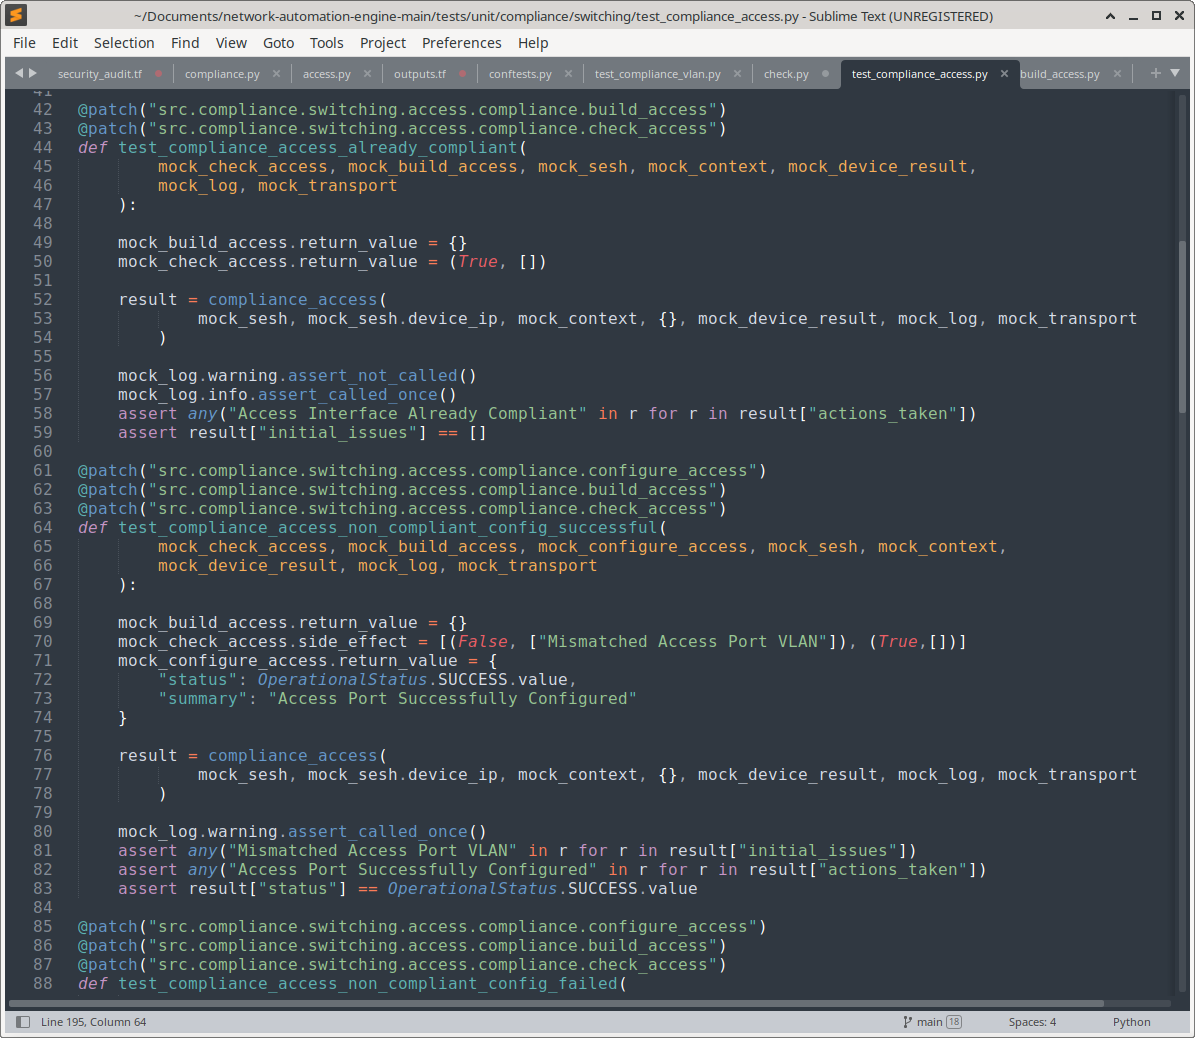 ~/Documents/network-automation-engine-main/tests/unit/compliance/switching/test_compliance_access.py - Sublime Text (UNREGISTERED)
File Edit Selection Find View Goto Tools Project Preferences Help
security_audit.tf compliance.py access.py outputs.tf conftests.py test_compliance_vlan.py check.py test_compliance_access.py build_access.py
41
42 @patch("src.compliance.switching.access.compliance.build_access")
43 @patch("src.compliance.switching.access.compliance.check_access")
44 def test_compliance_access_already_compliant(
45         mock_check_access, mock_build_access, mock_sesh, mock_context, mock_device_result,
46         mock_log, mock_transport
47     ):
48
49     mock_build_access.return_value = {}
50     mock_check_access.return_value = (True, [])
51
52     result = compliance_access(
53             mock_sesh, mock_sesh.device_ip, mock_context, {}, mock_device_result, mock_log, mock_transport
54         )
55
56     mock_log.warning.assert_not_called()
57     mock_log.info.assert_called_once()
58     assert any("Access Interface Already Compliant" in r for r in result["actions_taken"])
59     assert result["initial_issues"] == []
60
61 @patch("src.compliance.switching.access.compliance.configure_access")
62 @patch("src.compliance.switching.access.compliance.build_access")
63 @patch("src.compliance.switching.access.compliance.check_access")
64 def test_compliance_access_non_compliant_config_successful(
65         mock_check_access, mock_build_access, mock_configure_access, mock_sesh, mock_context,
66         mock_device_result, mock_log, mock_transport
67     ):
68
69     mock_build_access.return_value = {}
70     mock_check_access.side_effect = [(False, ["Mismatched Access Port VLAN"]), (True,[])]
71     mock_configure_access.return_value = {
72         "status": OperationalStatus.SUCCESS.value,
73         "summary": "Access Port Successfully Configured"
74     }
75
76     result = compliance_access(
77             mock_sesh, mock_sesh.device_ip, mock_context, {}, mock_device_result, mock_log, mock_transport
78         )
79
80     mock_log.warning.assert_called_once()
81     assert any("Mismatched Access Port VLAN" in r for r in result["initial_issues"])
82     assert any("Access Port Successfully Configured" in r for r in result["actions_taken"])
83     assert result["status"] == OperationalStatus.SUCCESS.value
84
85 @patch("src.compliance.switching.access.compliance.configure_access")
86 @patch("src.compliance.switching.access.compliance.build_access")
87 @patch("src.compliance.switching.access.compliance.check_access")
88 def test_compliance_access_non_compliant_config_failed(
Line 195, Column 64 main 18 Spaces: 4 Python